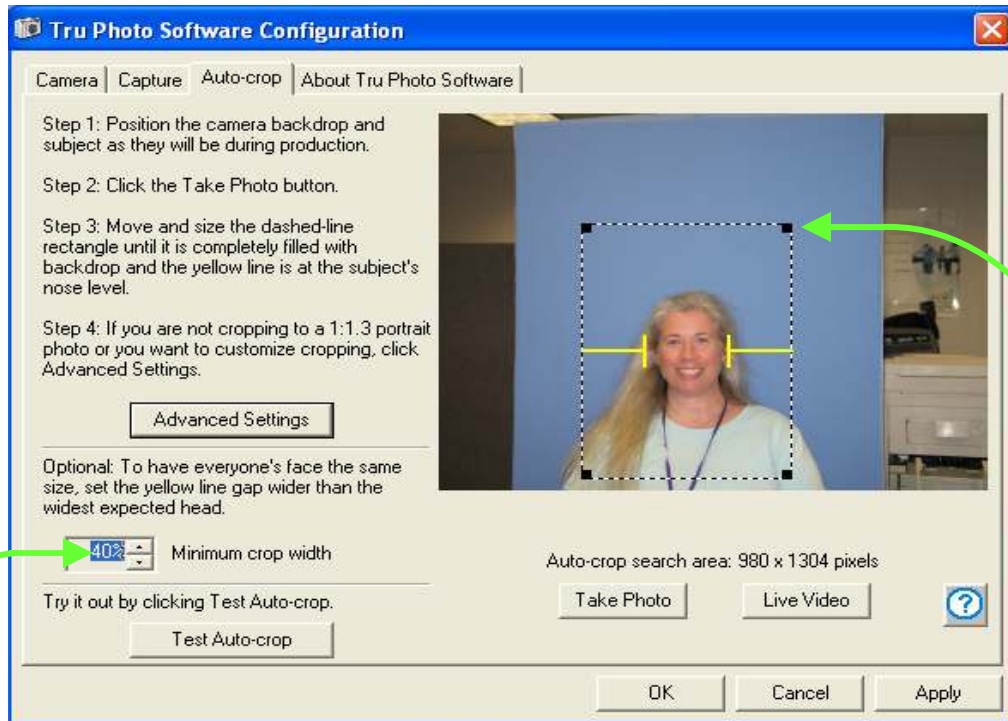 Tru Photo Software Configuration
Camera
Capture
Auto-crop
About Tru Photo Software
Step 1: Position the camera backdrop and
subject as they will be during production.
Step 2: Click the Take Photo button.
Step 3: Move and size the dashed-line
rectangle until it is completely filled with
backdrop and the yellow line is at the subject's
nose level.
Step 4: If you are not cropping to a 1:1.3 portrait
photo or you want to customize cropping, click
Advanced Settings.
Advanced Settings
Optional: To have everyone's face the same
size, set the yellow line gap wider than the
widest expected head.
40%
Minimum crop width
Try it out by clicking Test Auto-crop.
Test Auto-crop
Auto-crop search area: 980 x 1304 pixels
Take Photo
Live Video
?
OK
Cancel
Apply